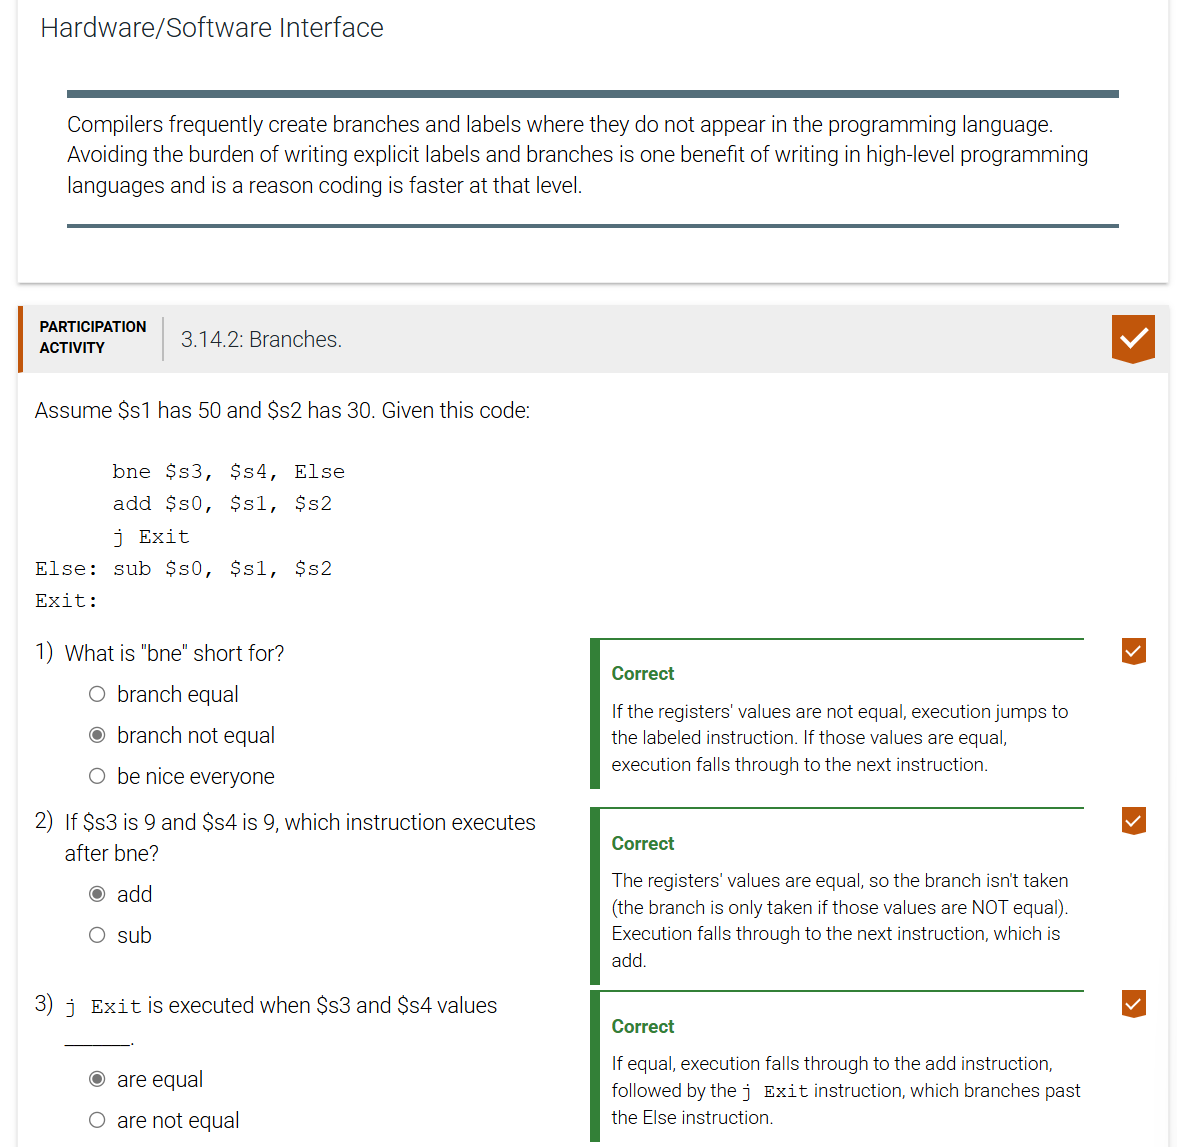 Hardware/Software Interface
Compilers frequently create branches and labels where they do not appear in the programming language.
Avoiding the burden of writing explicit labels and branches is one benefit of writing in high-level programming
languages and is a reason coding is faster at that level.
PARTICIPATION
ACTIVITY
3.14.2: Branches.
Assume $s1 has 50 and $s2 has 30. Given this code:
bne $s3, $s4, Else
add $s0, $s1, $s2
j Exit
Else: sub $s0, $s1, $s2
Exit:
1) What is "bne" short for?
branch equal
branch not equal
be nice everyone
Correct
If the registers' values are not equal, execution jumps to
the labeled instruction. If those values are equal,
execution falls through to the next instruction.
2) If $s3 is 9 and $s4 is 9, which instruction executes
after bne?
add
sub
Correct
The registers' values are equal, so the branch isn't taken
(the branch is only taken if those values are NOT equal).
Execution falls through to the next instruction, which is
add.
3) j Exit is executed when $s3 and $s4 values
______.
are equal
are not equal
Correct
If equal, execution falls through to the add instruction,
followed by the j Exit instruction, which branches past
the Else instruction.